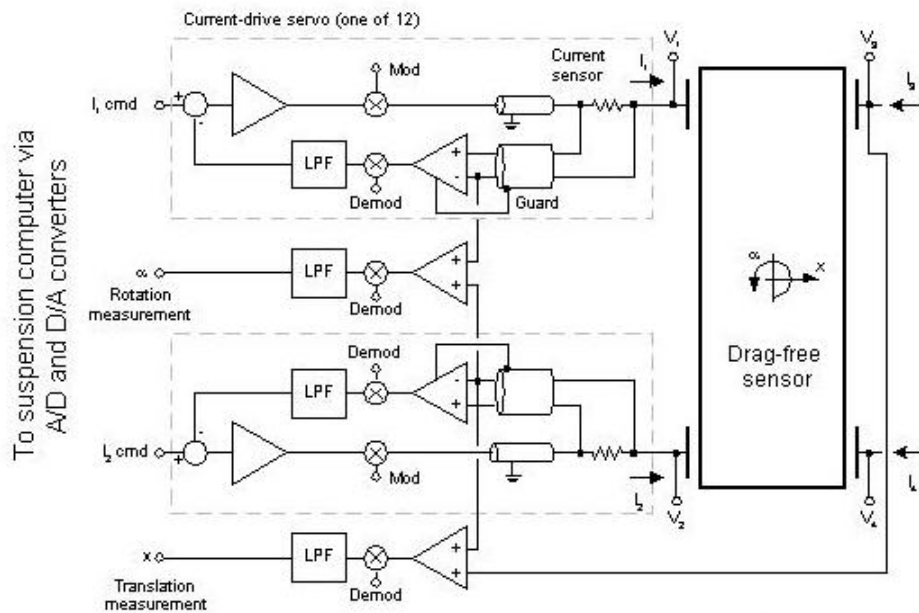 Current-drive servo (one of 12)
Mod
Current
sensor
I₁
V₁
V₃
I₃
I₁ cmd
+
-
LPF
+
-
Demod
Guard
To suspension computer via
A/D and D/A converters
α
Rotation
measurement
LPF
+
+
Demod
α
x
Drag-free
sensor
Demod
LPF
-
+
-
+
I₂ cmd
Mod
I₂
V₂
V₄
I₄
x
Translation
measurement
LPF
+
+
Demod